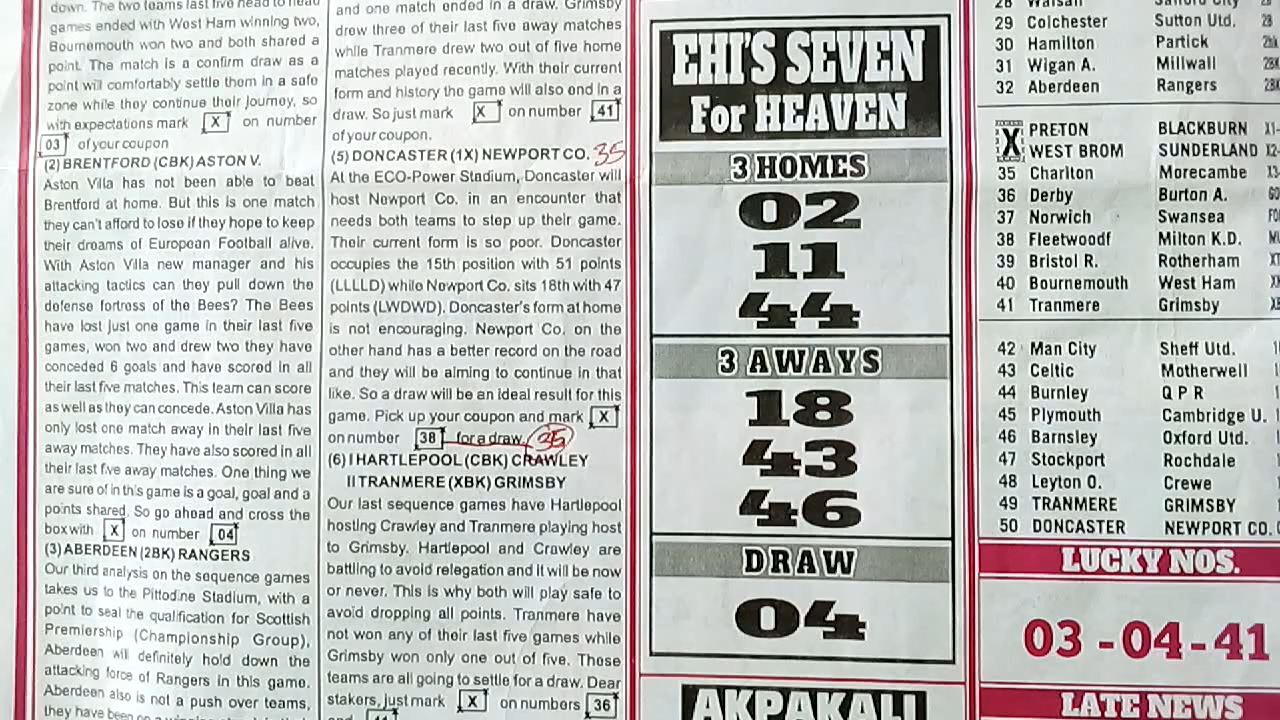 down. The two teams last five head to head
games ended with West Ham winning two,
Bournemouth won two and both shared a
point. The match is a confirm draw as a
point will comfortably settle them in a safe
zone while they continue their journey, so
with expectations mark X on number
03 of your coupon
(2) BRENTFORD (CBK) ASTON V.
Aston Villa has not been able to beat
Brentford at home. But this is one match
they can't afford to lose if they hope to keep
their dreams of European Football alive.
With Aston Villa new manager and his
attacking tactics can they pull down the
defense fortress of the Bees? The Bees
have lost just one game in their last five
games, won two and drew two they have
conceded 6 goals and have scored in all
their last five matches. This team can score
as well as they can concede. Aston Villa has
only lost one match away in their last five
away matches. They have also scored in all
their last five away matches. One thing we
are sure of in this game is a goal, goal and a
points shared. So go ahead and cross the
box with X on number 04
(3) ABERDEEN (2BK) RANGERS
Our third analysis on the sequence games
takes us to the Pittodine Stadium, with a
point to seal the qualification for Scottish
Premiership (Championship Group),
Aberdeen will definitely hold down the
attacking force of Rangers in this game.
Aberdeen also is not a push over teams,
they have been on a
and one match ended in a draw. Grimsby
drew three of their last five away matches
while Tranmere drew two out of five home
matches played recently. With their current
form and history the game will also end in a
draw. So just mark X on number 41
of your coupon.
(5) DONCASTER (1X) NEWPORT CO. 35
At the ECO-Power Stadium, Doncaster will
host Newport Co. in an encounter that
needs both teams to step up their game.
Their current form is so poor. Doncaster
occupies the 15th position with 51 points
(LLLLD) while Newport Co. sits 18th with 47
points (LWDWD). Doncaster's form at home
is not encouraging. Newport Co. on the
other hand has a better record on the road
and they will be aiming to continue in that
like. So a draw will be an ideal result for this
game. Pick up your coupon and mark X
on number 38 for a draw. 35
(6) I HARTLEPOOL (CBK) CRAWLEY
II TRANMERE (XBK) GRIMSBY
Our last sequence games have Hartlepool
hosting Crawley and Tranmere playing host
to Grimsby. Hartlepool and Crawley are
battling to avoid relegation and it will be now
or never. This is why both will play safe to
avoid dropping all points. Tranmere have
not won any of their last five games while
Grimsby won only one out of five. These
teams are all going to settle for a draw. Dear
stakers, just mark X on numbers 36
EHI'S SEVEN
For HEAVEN
3 HOMES
02
11
44
3 AWAYS
18
43
46
DRAW
04
AKPAKALI
28 Walsall Salford City
29 Colchester Sutton Utd. 28
30 Hamilton Partick
31 Wigan A. Millwall 2BK
32 Aberdeen Rangers 2BK
X PRETON BLACKBURN X1-
WEST BROM SUNDERLAND X2-
35 Charlton Morecambe X3-
36 Derby Burton A.
37 Norwich Swansea
38 Fleetwoodf Milton K.D.
39 Bristol R. Rotherham
40 Bournemouth West Ham
41 Tranmere Grimsby
42 Man City Sheff Utd.
43 Celtic Motherwell
44 Burnley Q P R
45 Plymouth Cambridge U.
46 Barnsley Oxford Utd.
47 Stockport Rochdale
48 Leyton O. Crewe
49 TRANMERE GRIMSBY
50 DONCASTER NEWPORT CO.
LUCKY NOS.
03 - 04 - 41
LATE NEWS